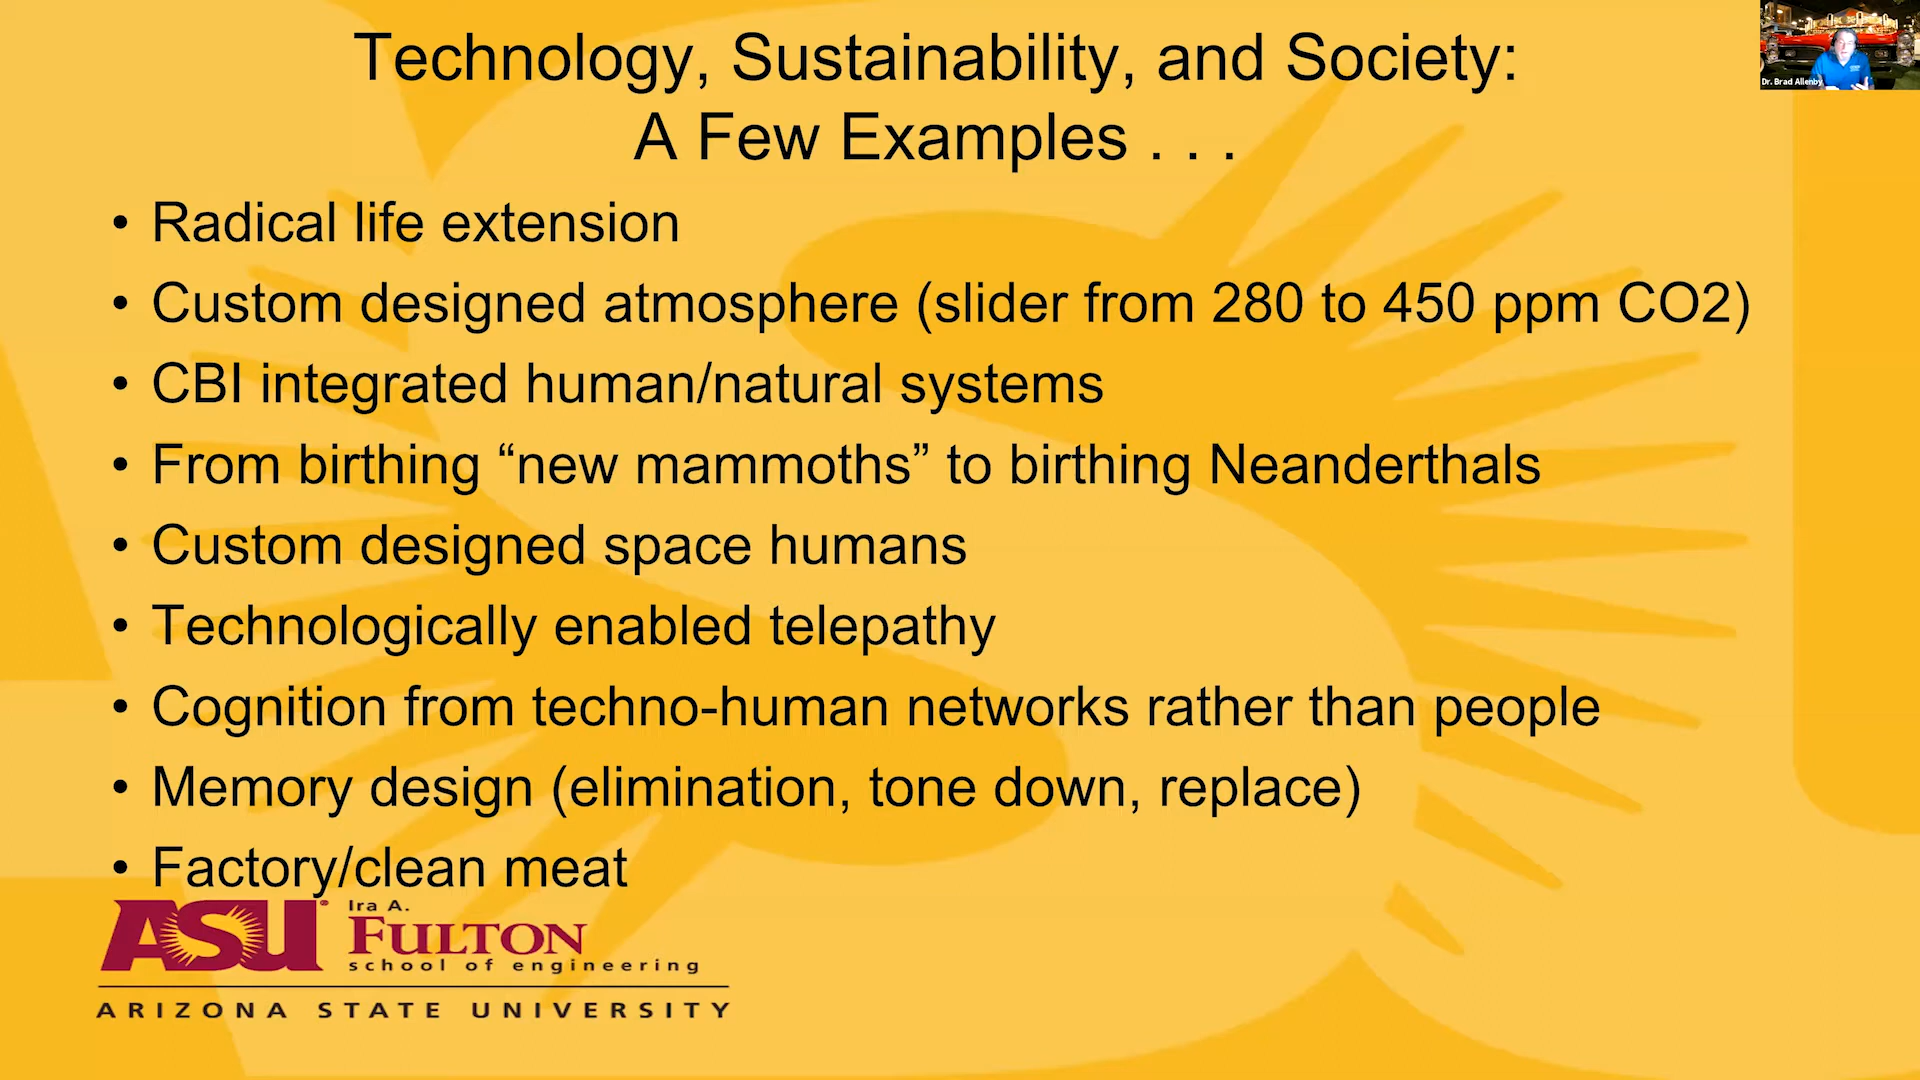 Technology, Sustainability, and Society:
A Few Examples . . .
• Radical life extension
• Custom designed atmosphere (slider from 280 to 450 ppm CO2)
• CBI integrated human/natural systems
• From birthing “new mammoths” to birthing Neanderthals
• Custom designed space humans
• Technologically enabled telepathy
• Cognition from techno-human networks rather than people
• Memory design (elimination, tone down, replace)
• Factory/clean meat
ASU®
Ira A.
FULTON
school of engineering
ARIZONA STATE UNIVERSITY
Dr. Brad Allenby